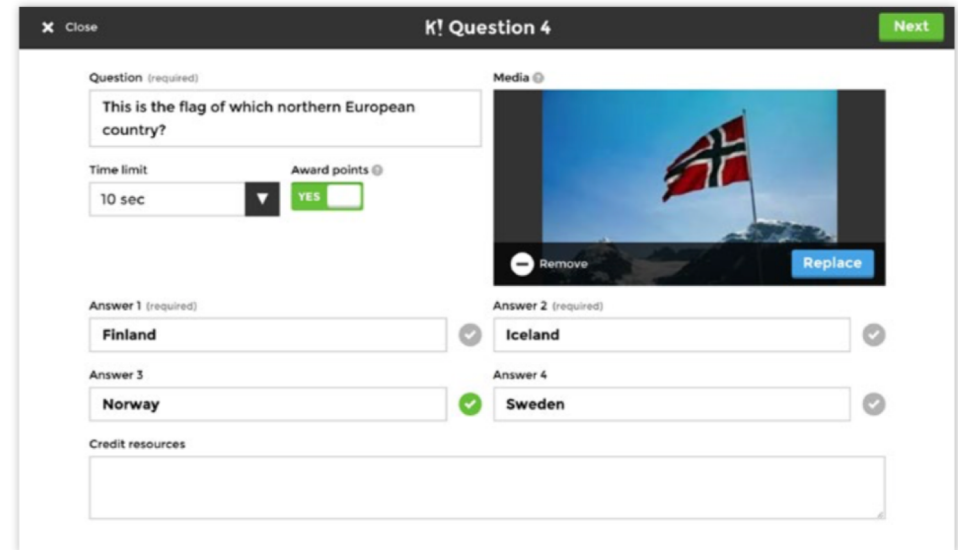 Close
K! Question 4
Next
Question (required)
This is the flag of which northern European
country?
Media
Time limit
10 sec
Award points
YES
Remove
Replace
Answer 1 (required)
Finland
Answer 2 (required)
Iceland
Answer 3
Norway
Answer 4
Sweden
Credit resources